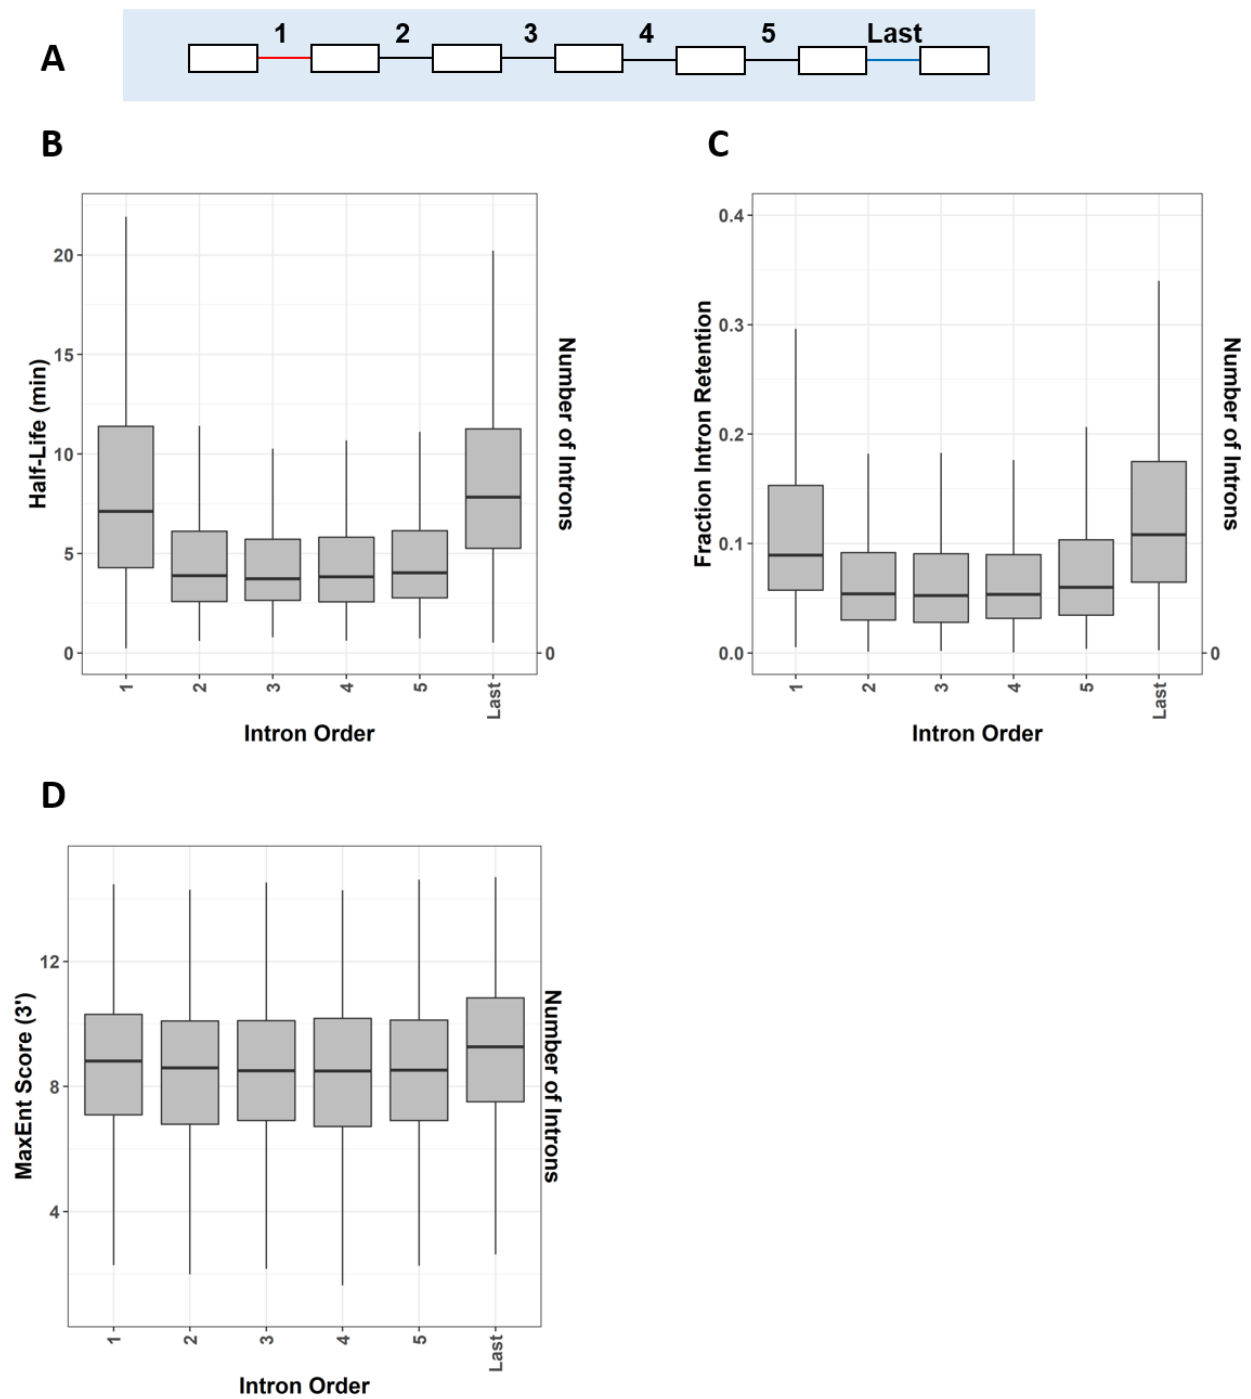 A
1 2 3 4 5 Last
B
Half-Life (min)
20
15
10
5
0
Number of Introns
0
1 2 3 4 5 Last
Intron Order
C
Fraction Intron Retention
0.4
0.3
0.2
0.1
0.0
Number of Introns
0
1 2 3 4 5 Last
Intron Order
D
MaxEnt Score (3')
12
8
4
Number of Introns
1 2 3 4 5 Last
Intron Order